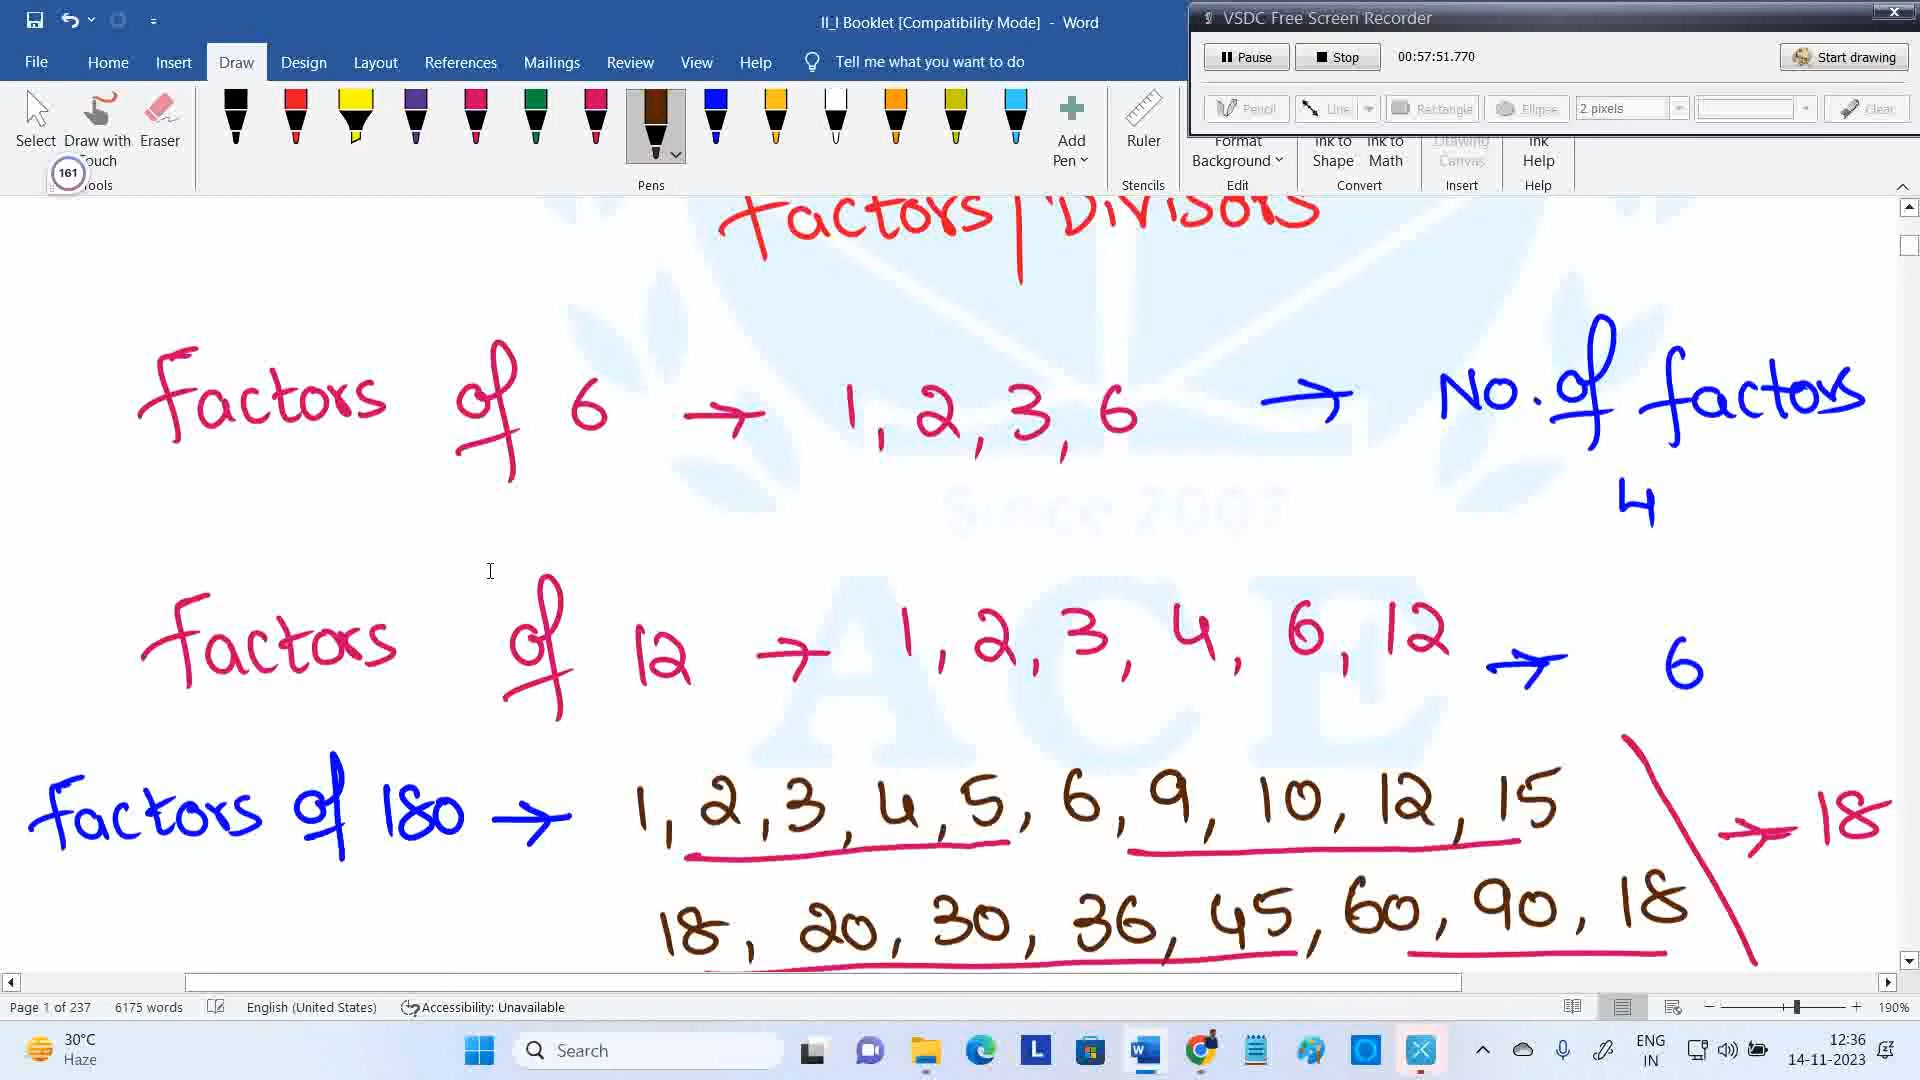 II_I Booklet [Compatibility Mode] - Word
VSDC Free Screen Recorder
Pause Stop 00:57:51.770 Start drawing
File Home Insert Draw Design Layout References Mailings Review View Help Tell me what you want to do
Pencil Line Rectangle Ellipse 2 pixels Clear
Select Draw with Touch Eraser Add Pen Ruler Format Background Ink to Shape Ink to Math Drawing Canvas Ink Help
161
Tools Pens Stencils Edit Convert Insert Help
Factors | Divisors
Factors of 6 → 1, 2, 3, 6 → No. of factors
4
Since 2007
Factors of 12 → 1, 2, 3, 4, 6, 12 → 6
ACE
Factors of 180 → 1, 2, 3, 4, 5, 6, 9, 10, 12, 15 → 18
18, 20, 30, 36, 45, 60, 90, 18
Page 1 of 237 6175 words English (United States) Accessibility: Unavailable 190%
30°C
Haze
Search
ENG
IN
12:36
14-11-2023